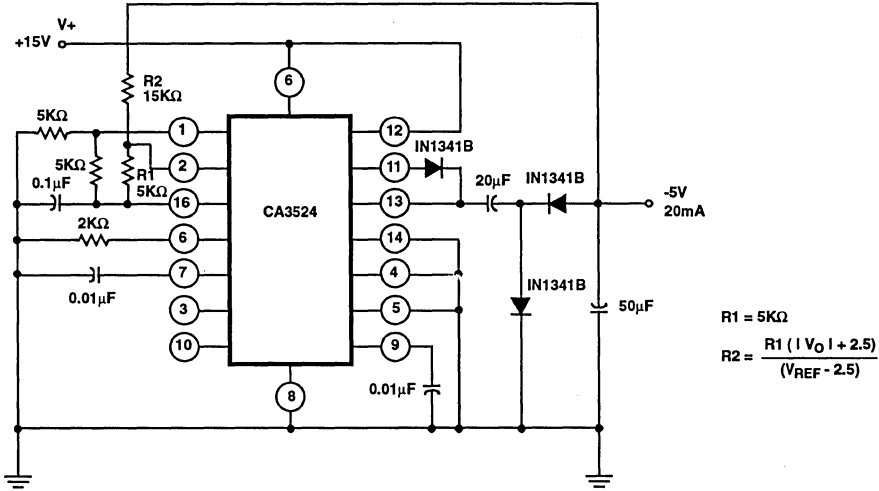 V+
+15V
R2
15KΩ
6
5KΩ
1
12
IN1341B
5KΩ
2
11
R1
5KΩ
0.1µF
16
CA3524
13
20µF
IN1341B
-5V
20mA
2KΩ
6
14
7
4
0.01µF
IN1341B
3
5
50µF
10
9
0.01µF
8
R1 = 5KΩ
R2 = R1 ( | VO | + 2.5)
(VREF - 2.5)